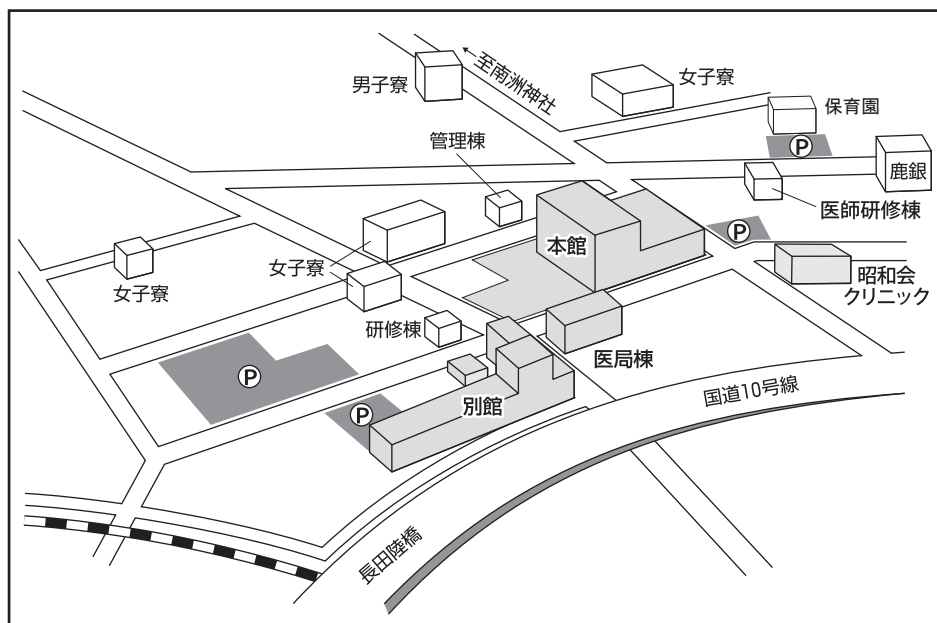 男子寮
至南洲神社
女子寮
保育園
管理棟
P
鹿銀
医師研修棟
本館
P
女子寮
昭和会
クリニック
女子寮
研修棟
医局棟
P
国道10号線
別館
P
長田陸橋